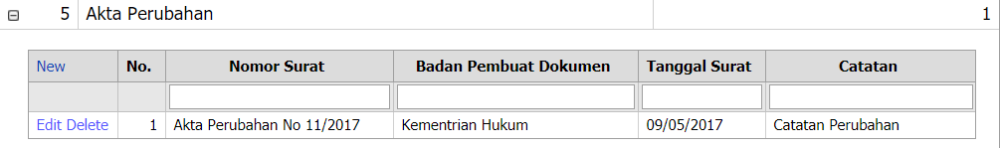 5 Akta Perubahan 1
New No. Nomor Surat Badan Pembuat Dokumen Tanggal Surat Catatan
Edit Delete 1 Akta Perubahan No 11/2017 Kementrian Hukum 09/05/2017 Catatan Perubahan